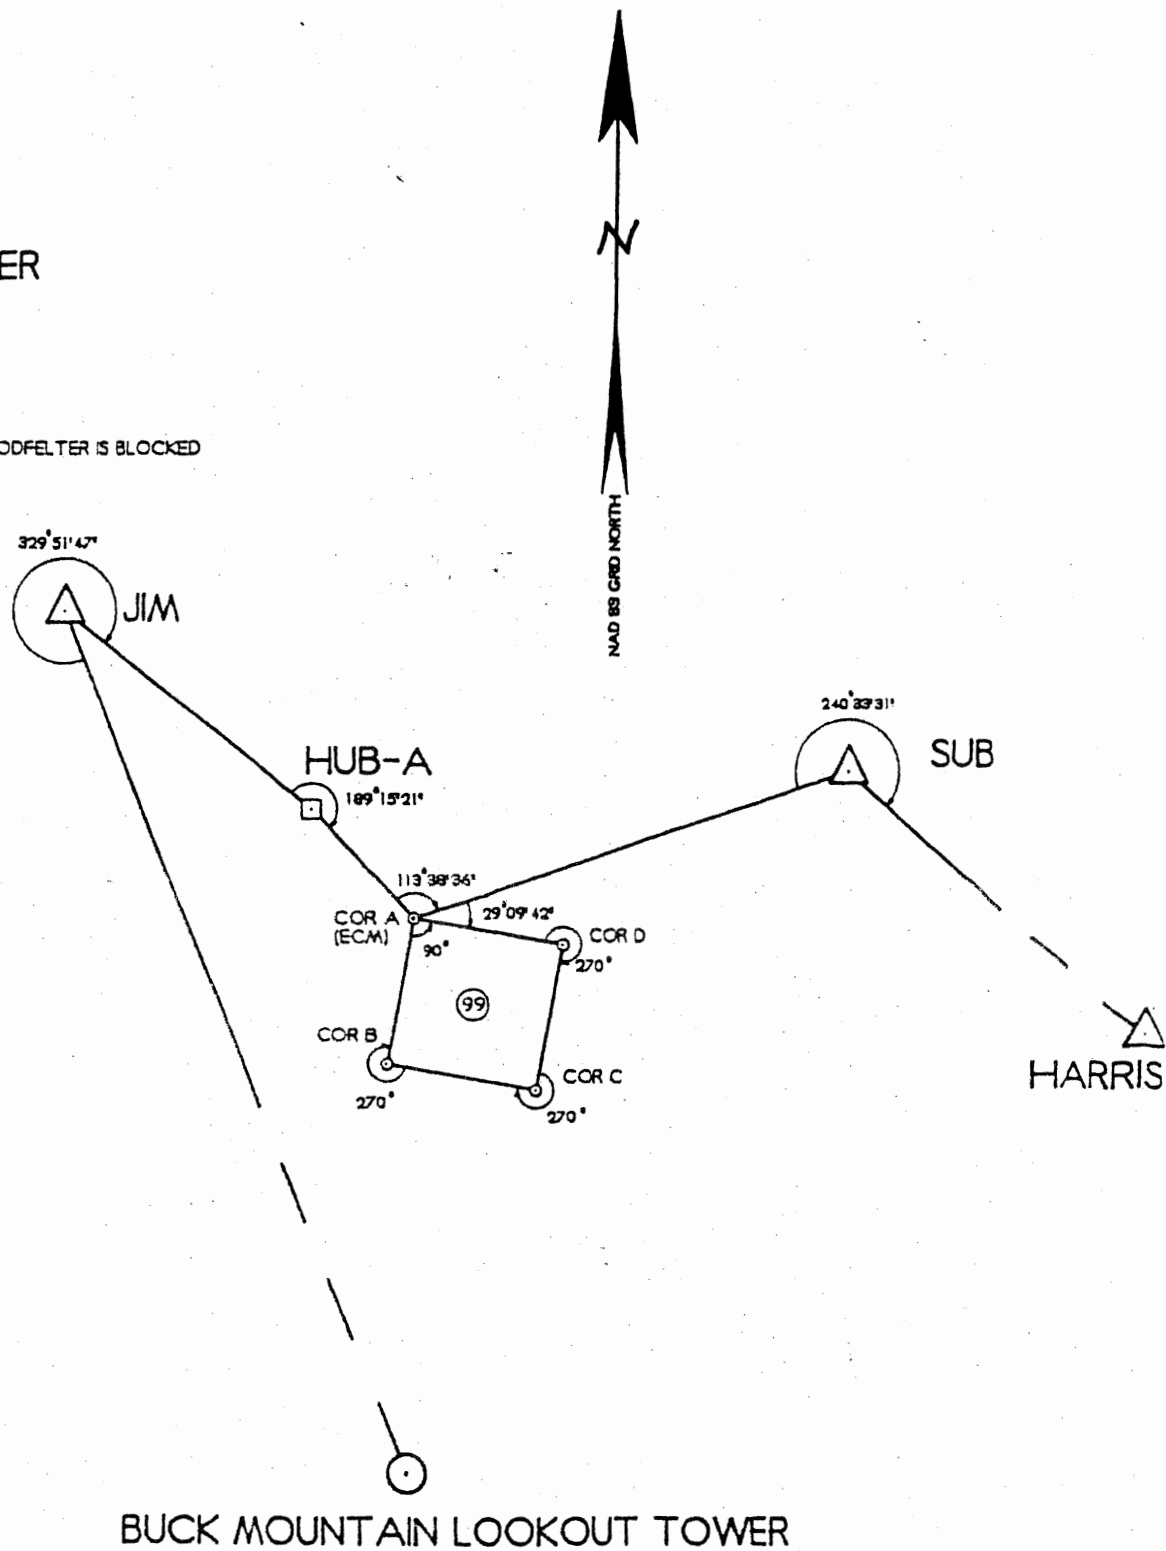 N
ER
ODFELTER IS BLOCKED
NAD 89 GRID NORTH
329°51'47"
JIM
240°33'31"
SUB
HUB-A
189°15'21"
113°38'36"
COR A
(ECM)
29°09'42"
90°
COR D
270°
99
COR B
270°
COR C
270°
HARRIS
BUCK MOUNTAIN LOOKOUT TOWER